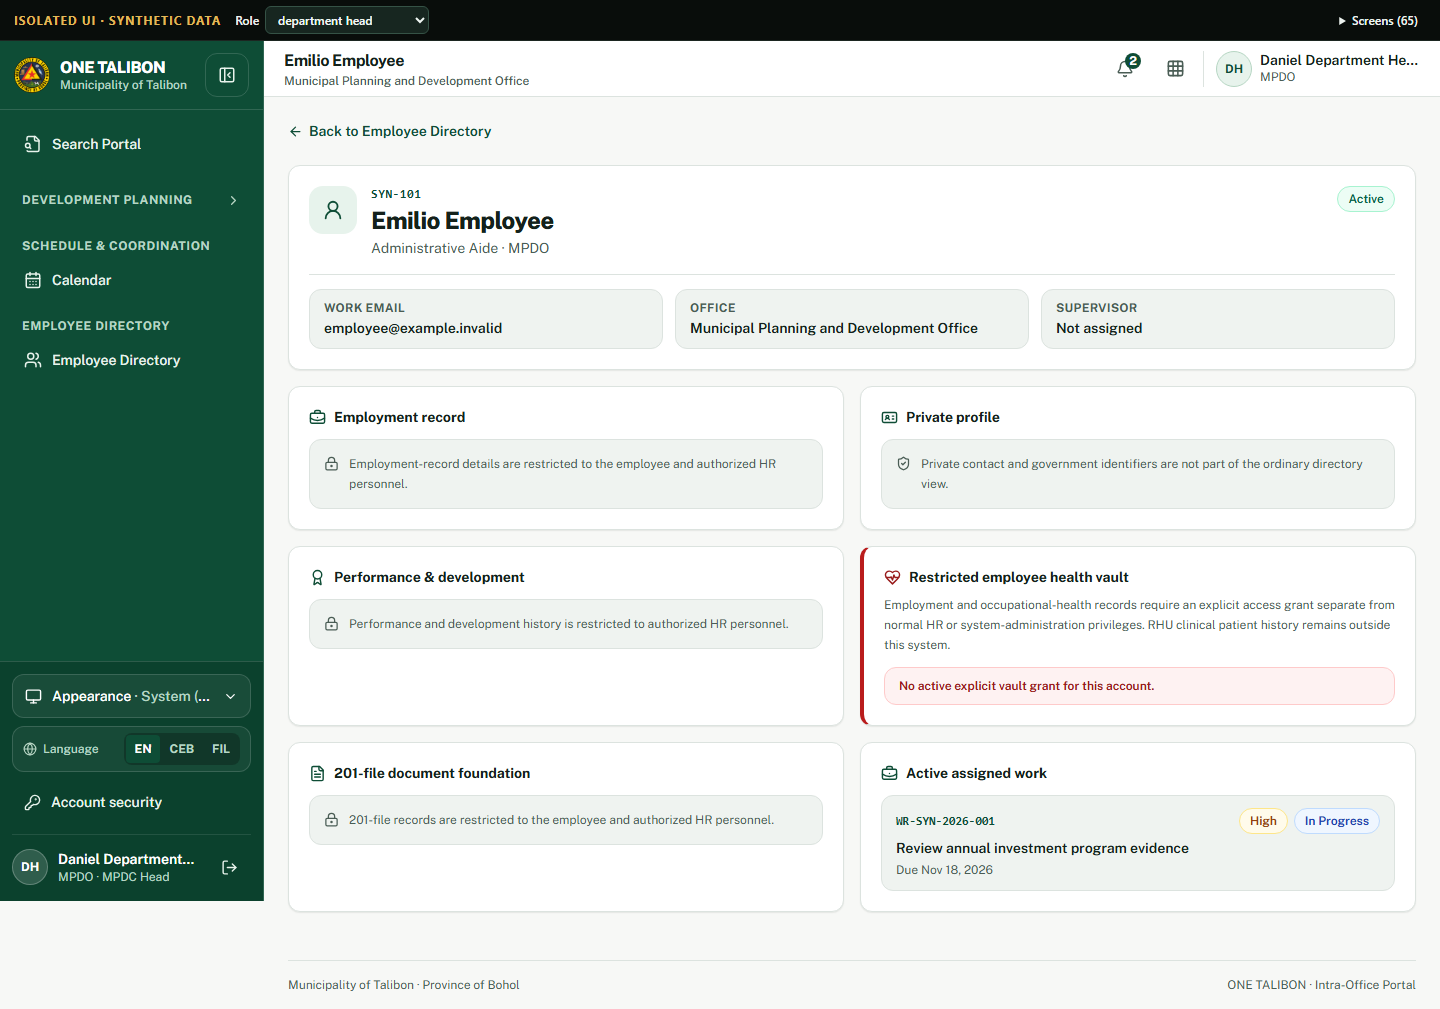 ISOLATED UI · SYNTHETIC DATA Role department head Screens (65)
ONE TALIBON
Municipality of Talibon
Search Portal
DEVELOPMENT PLANNING
SCHEDULE & COORDINATION
Calendar
EMPLOYEE DIRECTORY
Employee Directory
Appearance · System (...
Language EN CEB FIL
Account security
DH
Daniel Department...
MPDO · MPDC Head
Emilio Employee
Municipal Planning and Development Office
2
DH
Daniel Department He...
MPDO
Back to Employee Directory
SYN-101
Emilio Employee
Administrative Aide · MPDO
Active
WORK EMAIL
employee@example.invalid
OFFICE
Municipal Planning and Development Office
SUPERVISOR
Not assigned
Employment record
Employment-record details are restricted to the employee and authorized HR
personnel.
Private profile
Private contact and government identifiers are not part of the ordinary directory
view.
Performance & development
Performance and development history is restricted to authorized HR personnel.
Restricted employee health vault
Employment and occupational-health records require an explicit access grant separate from
normal HR or system-administration privileges. RHU clinical patient history remains outside
this system.
No active explicit vault grant for this account.
201-file document foundation
201-file records are restricted to the employee and authorized HR personnel.
Active assigned work
WR-SYN-2026-001
High
In Progress
Review annual investment program evidence
Due Nov 18, 2026
Municipality of Talibon · Province of Bohol
ONE TALIBON · Intra-Office Portal